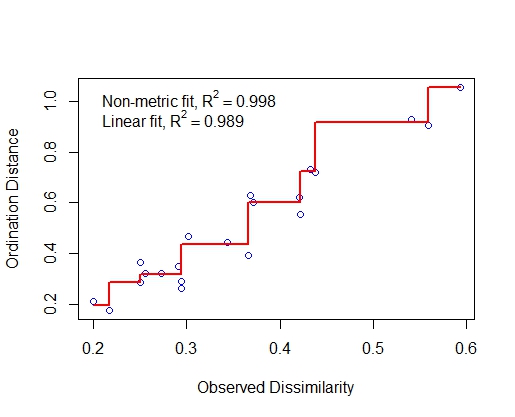 Non-metric fit, R² = 0.998
Linear fit, R² = 0.989
Ordination Distance
1.0
0.8
0.6
0.4
0.2
0.2 0.3 0.4 0.5 0.6
Observed Dissimilarity